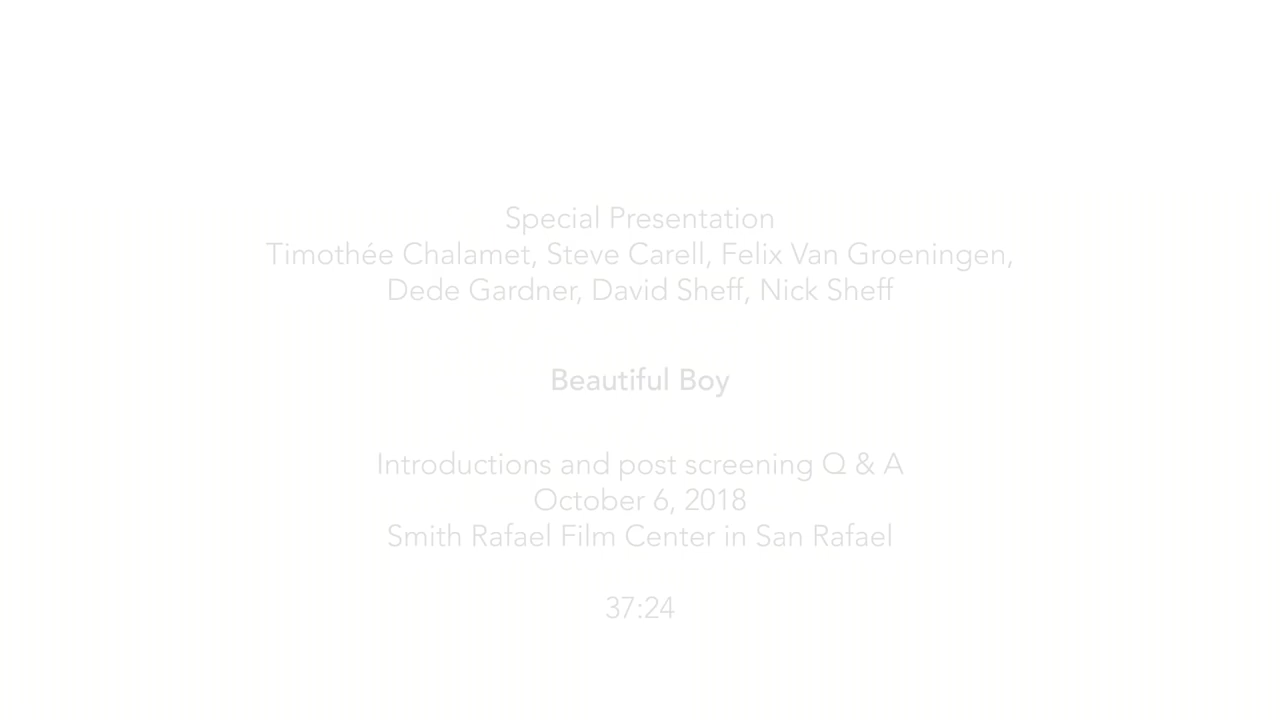 Special Presentation
Timothée Chalamet, Steve Carell, Felix Van Groeningen,
Dede Gardner, David Sheff, Nick Sheff
Beautiful Boy
Introductions and post screening Q & A
October 6, 2018
Smith Rafael Film Center in San Rafael
37:24